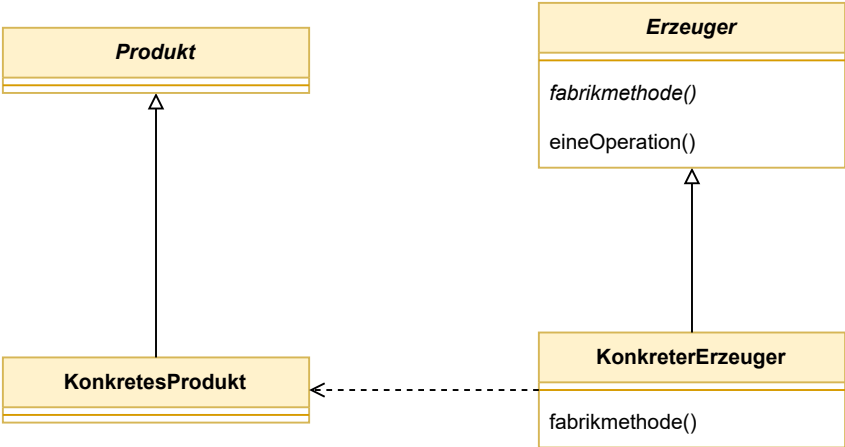 Produkt
Erzeuger
fabrikmethode()
eineOperation()
KonkretesProdukt
KonkreterErzeuger
fabrikmethode()